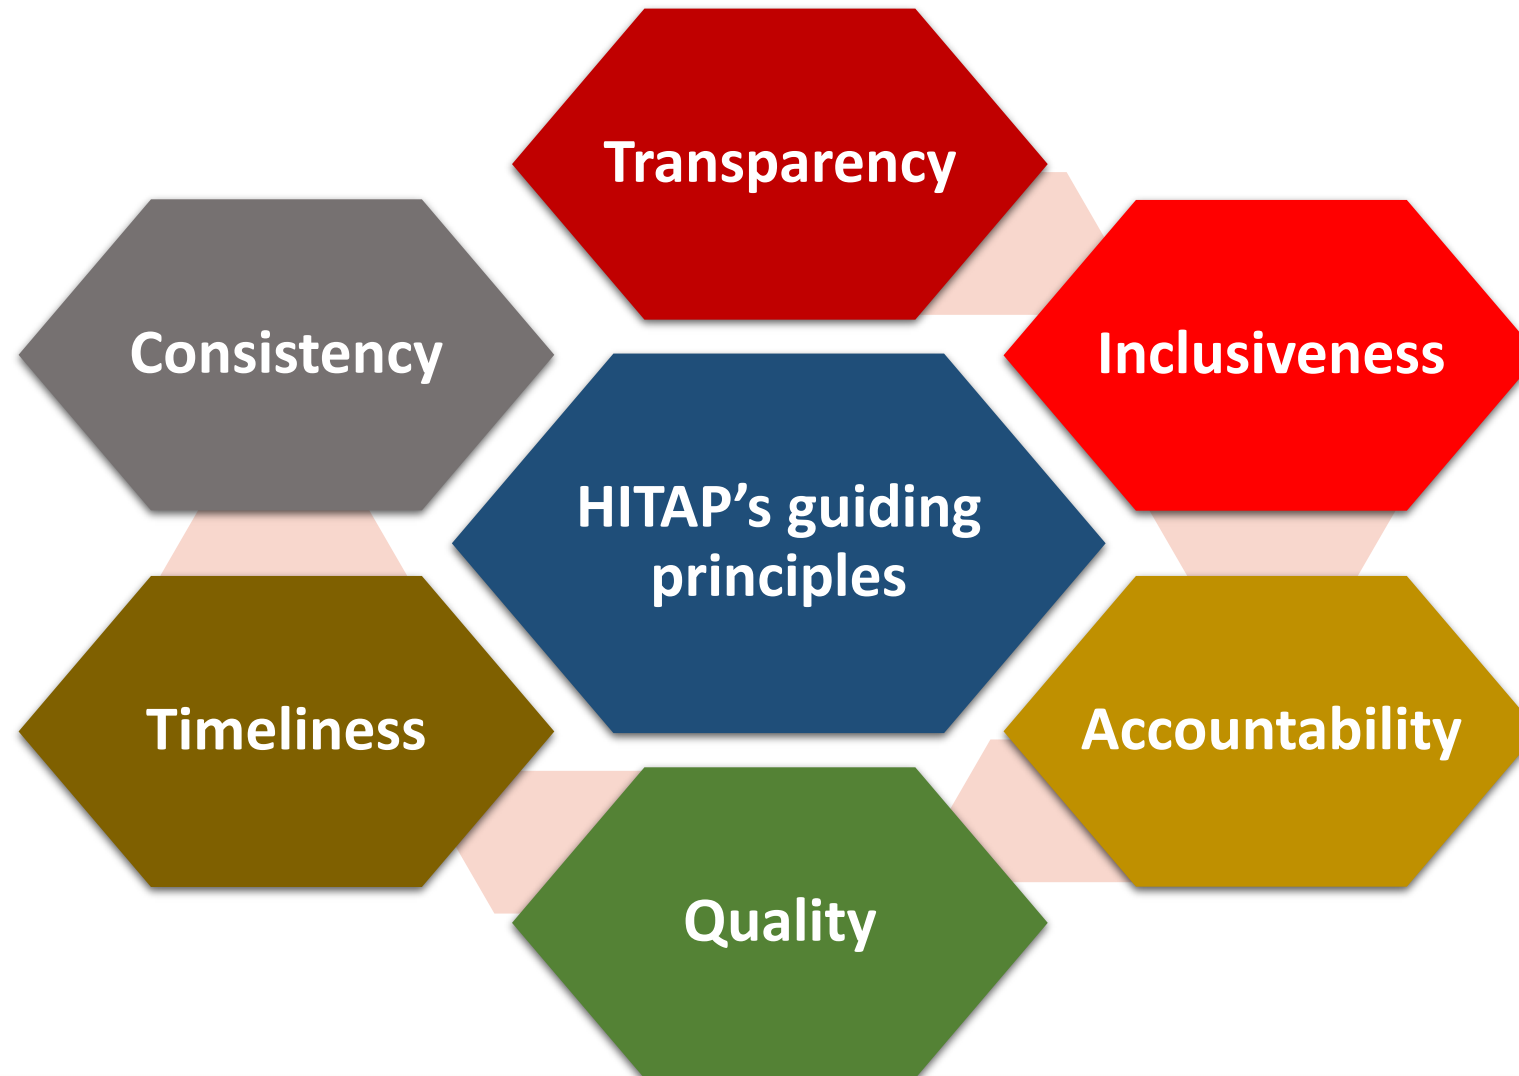 Transparency
Consistency
Inclusiveness
HITAP’s guiding
principles
Timeliness
Accountability
Quality